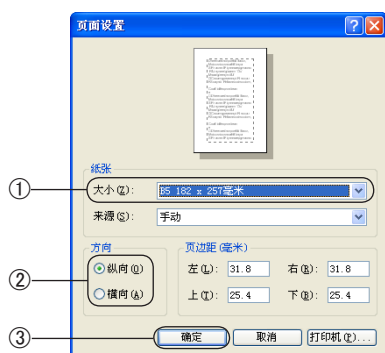 页面设置
纸张
① 大小(Z): B5 182 x 257毫米
来源(S): 手动
方向 页边距(毫米)
② 纵向(O) 左(L): 31.8 右(R): 31.8
横向(A) 上(T): 25.4 下(B): 25.4
③ 确定 取消 打印机(P)...